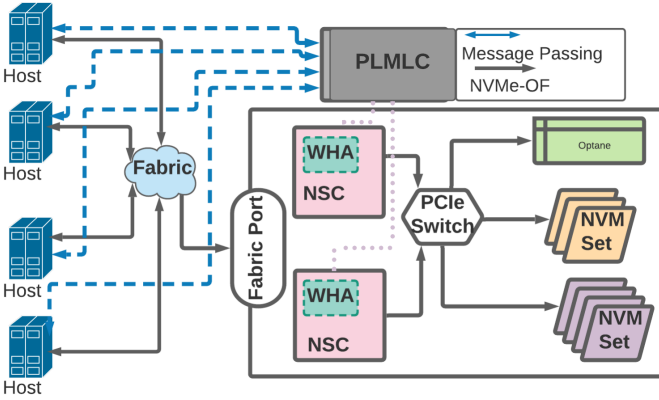 Host
Host
Host
Host
Fabric
PLMLC
Message Passing
NVMe-OF
Fabric Port
WHA
NSC
WHA
NSC
PCIe
Switch
Optane
NVM
Set
NVM
Set